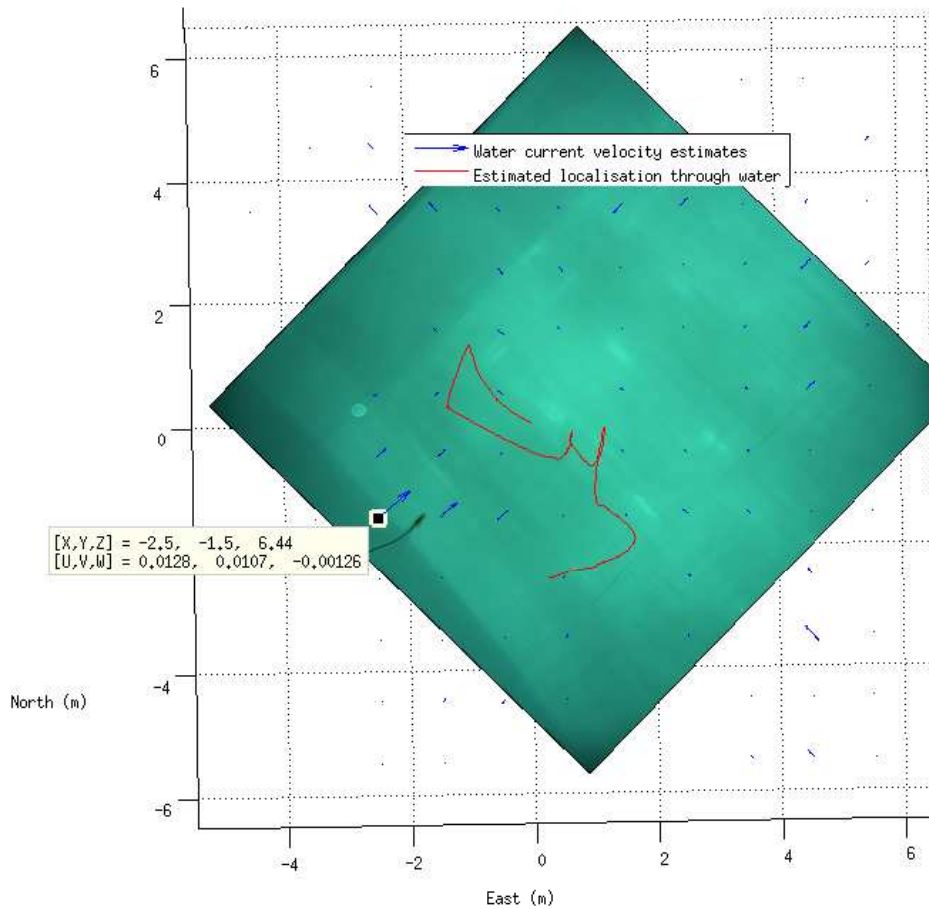 6
Water current velocity estimates
Estimated localisation through water
4
2
0
[X,Y,Z] = -2.5, -1.5, 6.44
[U,V,W] = 0.0128, 0.0107, -0.00126
-4
North (m)
-6
-4
-2
0
2
4
6
East (m)